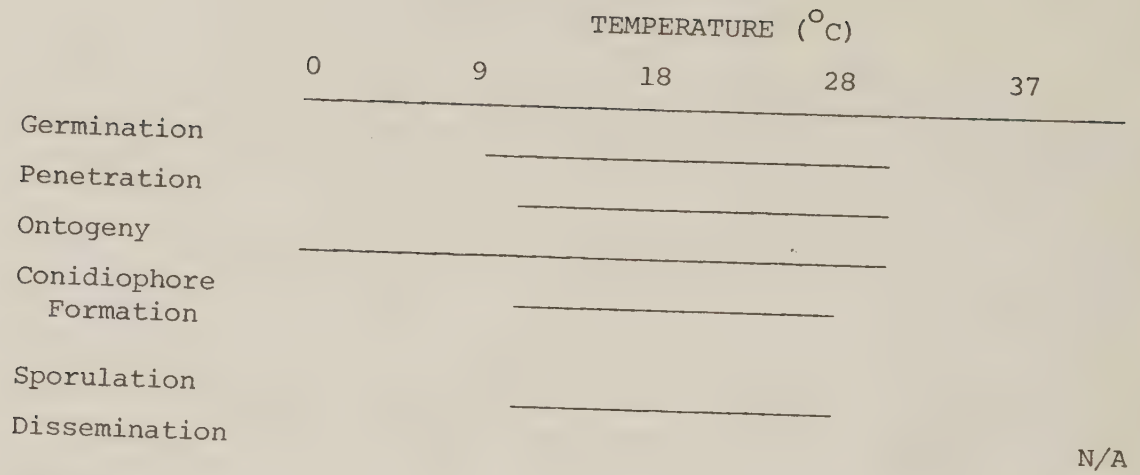 TEMPERATURE (°C)
0 9 18 28 37
Germination
Penetration
Ontogeny
Conidiophore
Formation
Sporulation
Dissemination
N/A